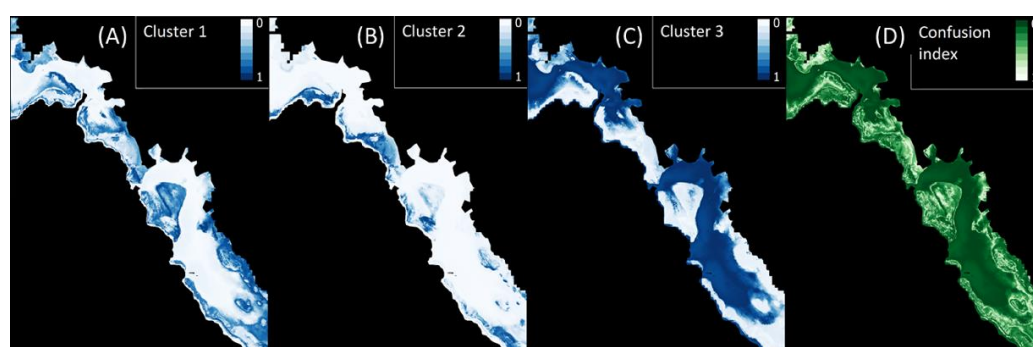 (A)
Cluster 1
0
1
(B)
Cluster 2
0
1
(C)
Cluster 3
0
1
(D)
Confusion
index